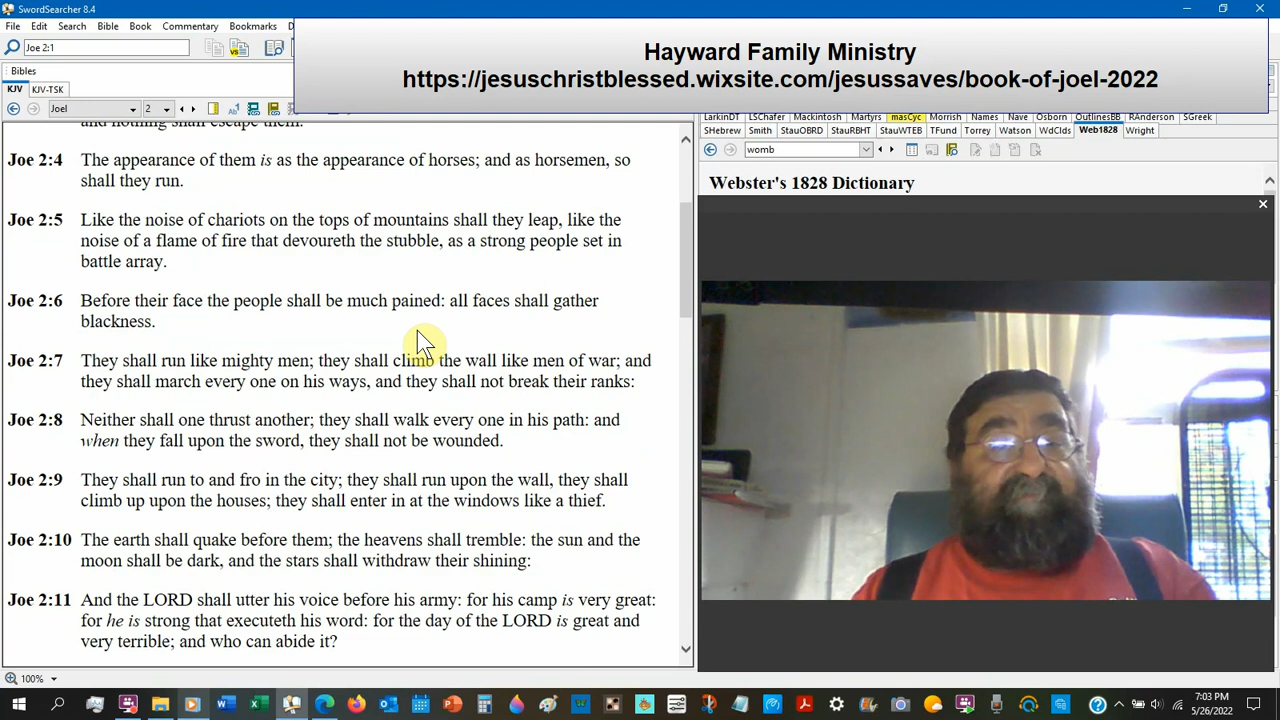 SwordSearcher 8.4
File Edit Search Bible Book Commentary Bookmarks
Hayward Family Ministry
https://jesuschristblessed.wixsite.com/jesussaves/book-of-joel-2022
Joe 2:1
Bibles
KJV KJV-TSK
Joel 2
LarkinDT LSChafer Mackintosh Martyrs masCyc Morrish Names Nave Osborn OutlinesBB RAnderson SGreek
SHebrew Smith StauOBRD StauRBHT StauWTEB TFund Torrey Watson WdClds Web1828 Wright
womb
Webster's 1828 Dictionary
and nothing shall escape them.
Joe 2:4 The appearance of them is as the appearance of horses; and as horsemen, so
shall they run.
Joe 2:5 Like the noise of chariots on the tops of mountains shall they leap, like the
noise of a flame of fire that devoureth the stubble, as a strong people set in
battle array.
Joe 2:6 Before their face the people shall be much pained: all faces shall gather
blackness.
Joe 2:7 They shall run like mighty men; they shall climb the wall like men of war; and
they shall march every one on his ways, and they shall not break their ranks:
Joe 2:8 Neither shall one thrust another; they shall walk every one in his path: and
when they fall upon the sword, they shall not be wounded.
Joe 2:9 They shall run to and fro in the city; they shall run upon the wall, they shall
climb up upon the houses; they shall enter in at the windows like a thief.
Joe 2:10 The earth shall quake before them; the heavens shall tremble: the sun and the
moon shall be dark, and the stars shall withdraw their shining:
Joe 2:11 And the LORD shall utter his voice before his army: for his camp is very great:
for he is strong that executeth his word: for the day of the LORD is great and
very terrible; and who can abide it?
100%
7:03 PM
5/26/2022